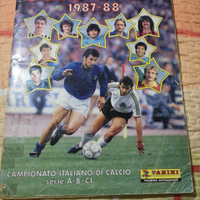 1987-88
CAMPIONATO ITALIANO DI CALCIO
serie A-B-C1
PANINI